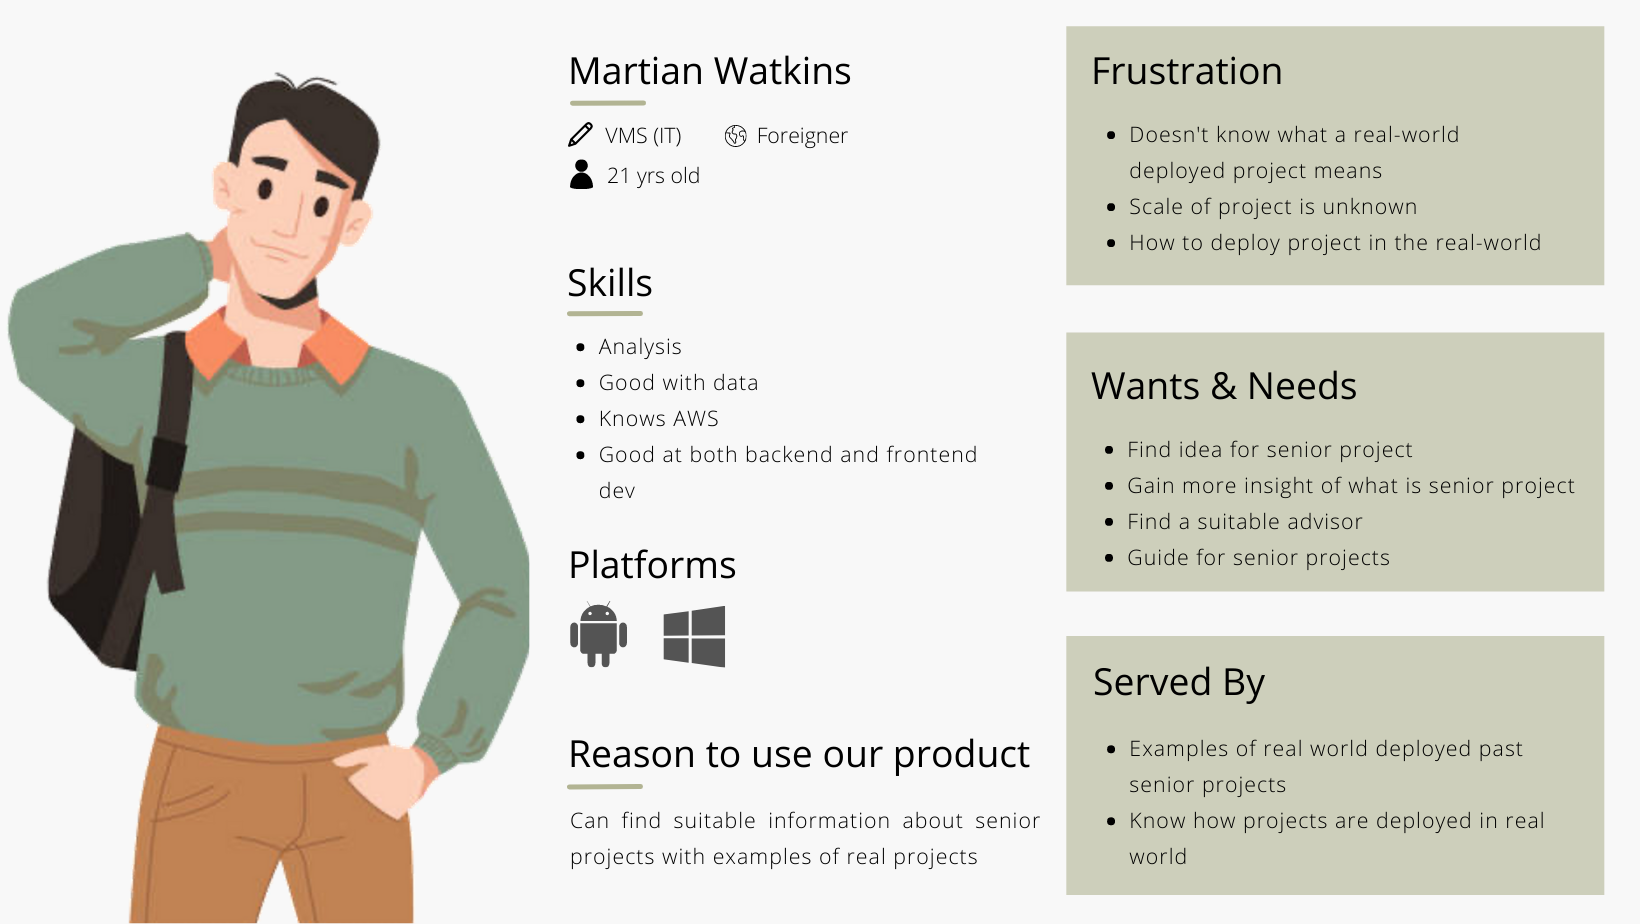 Martian Watkins
VMS (IT)
Foreigner
21 yrs old
Skills
• Analysis
• Good with data
• Knows AWS
• Good at both backend and frontend
dev
Platforms
Reason to use our product
Can find suitable information about senior
projects with examples of real projects
Frustration
• Doesn't know what a real-world
deployed project means
• Scale of project is unknown
• How to deploy project in the real-world
Wants & Needs
• Find idea for senior project
• Gain more insight of what is senior project
• Find a suitable advisor
• Guide for senior projects
Served By
• Examples of real world deployed past
senior projects
• Know how projects are deployed in real
world